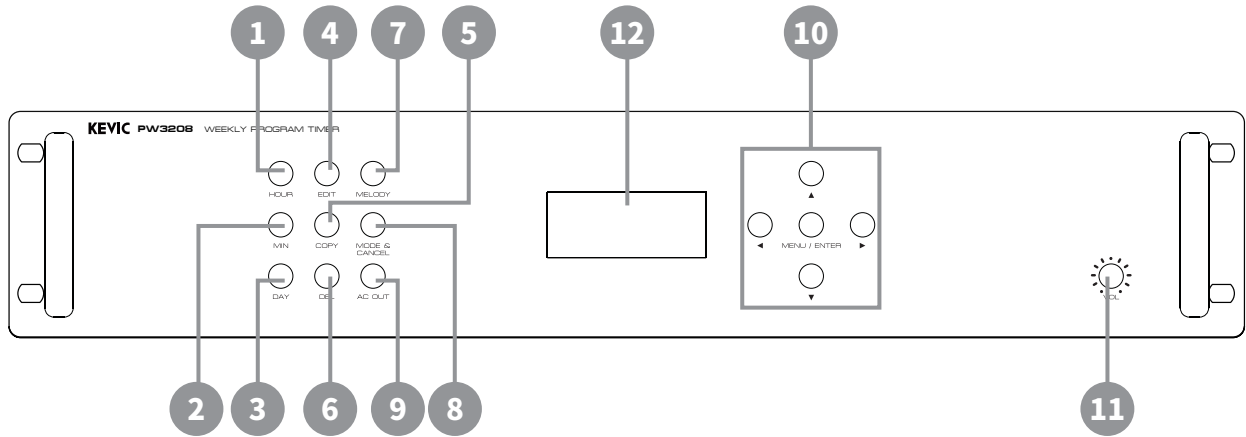 1 4 7 5 12 10
KEVIC PW3208 WEEKLY PROGRAM TIMER
HOUR EDIT MELODY
▲
MIN COPY MODE &
CANCEL
◄ MENU / ENTER ►
DAY DEL AC OUT
▼
VOL
2 3 6 9 8 11